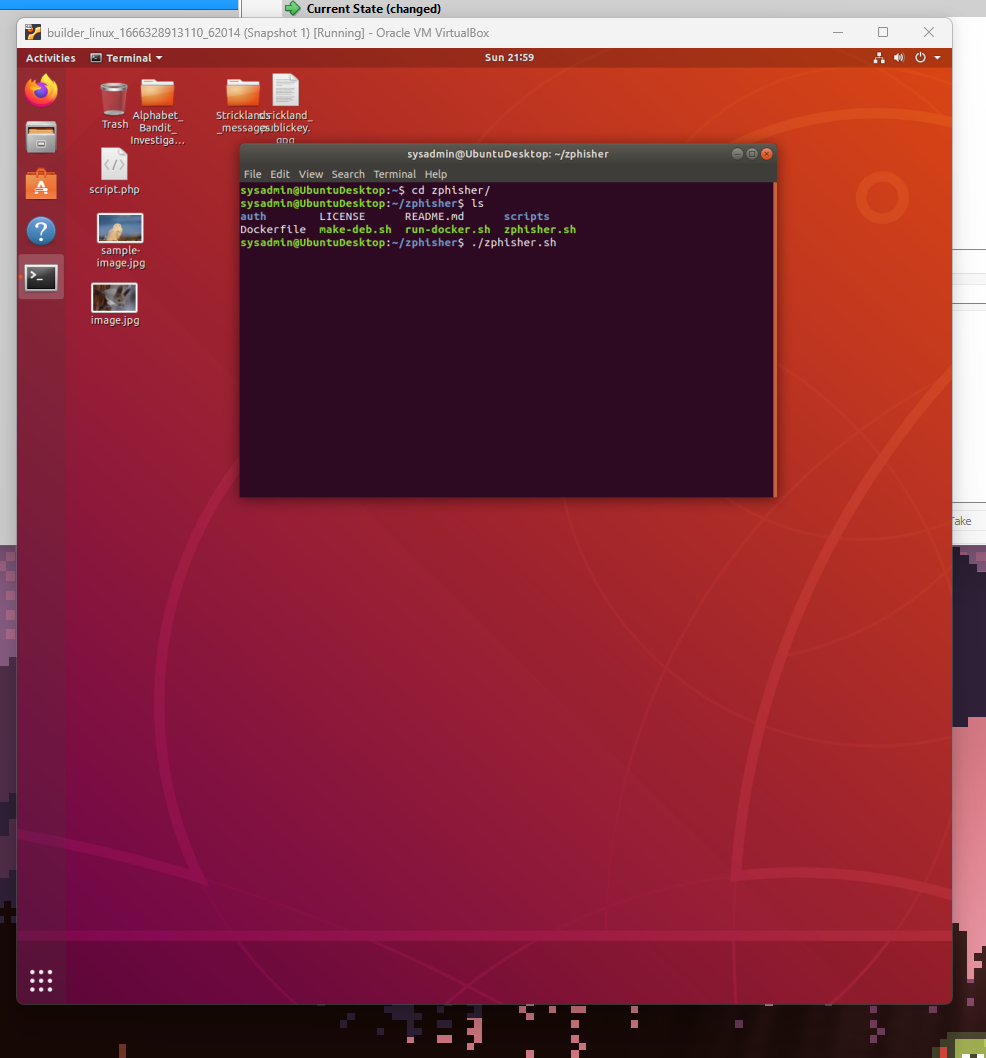 Current State (changed)
builder_linux_1666328913110_62014 (Snapshot 1) [Running] - Oracle VM VirtualBox
Activities Terminal Sun 21:59
Trash
Alphabet_
Bandit_
Investiga...
Strickland
_messages
strickland_
publickey.
gpg
script.php
sample-
image.jpg
image.jpg
sysadmin@UbuntuDesktop: ~/zphisher
File Edit View Search Terminal Help
sysadmin@UbuntuDesktop:~$ cd zphisher/
sysadmin@UbuntuDesktop:~/zphisher$ ls
auth LICENSE README.md scripts
Dockerfile make-deb.sh run-docker.sh zphisher.sh
sysadmin@UbuntuDesktop:~/zphisher$ ./zphisher.sh
Take